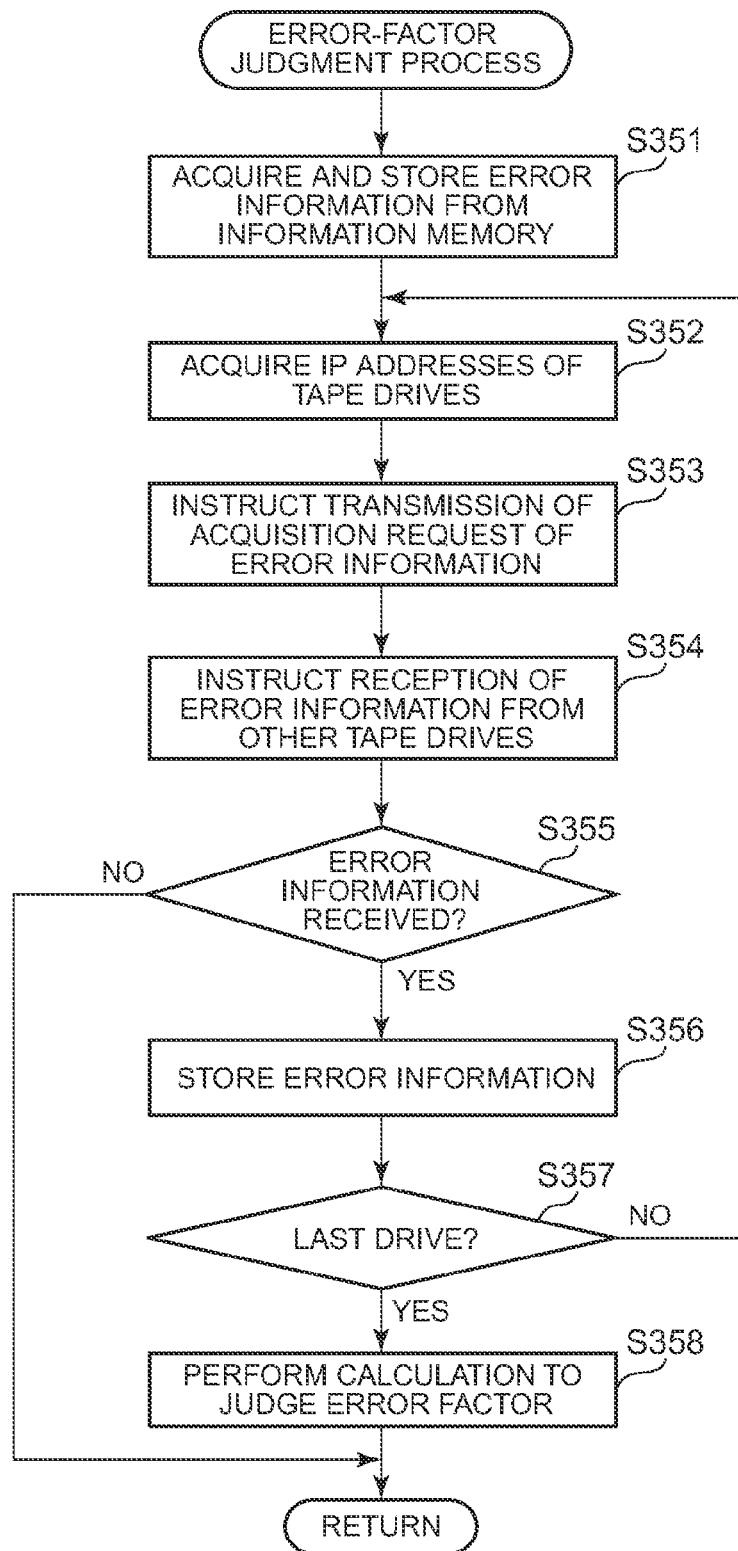 ERROR-FACTOR
JUDGMENT PROCESS
S351
ACQUIRE AND STORE ERROR
INFORMATION FROM
INFORMATION MEMORY
S352
ACQUIRE IP ADDRESSES OF
TAPE DRIVES
S353
INSTRUCT TRANSMISSION OF
ACQUISITION REQUEST OF
ERROR INFORMATION
S354
INSTRUCT RECEPTION OF
ERROR INFORMATION FROM
OTHER TAPE DRIVES
S355
NO
ERROR
INFORMATION
RECEIVED?
YES
S356
STORE ERROR INFORMATION
S357
LAST DRIVE?
NO
YES
S358
PERFORM CALCULATION TO
JUDGE ERROR FACTOR
RETURN